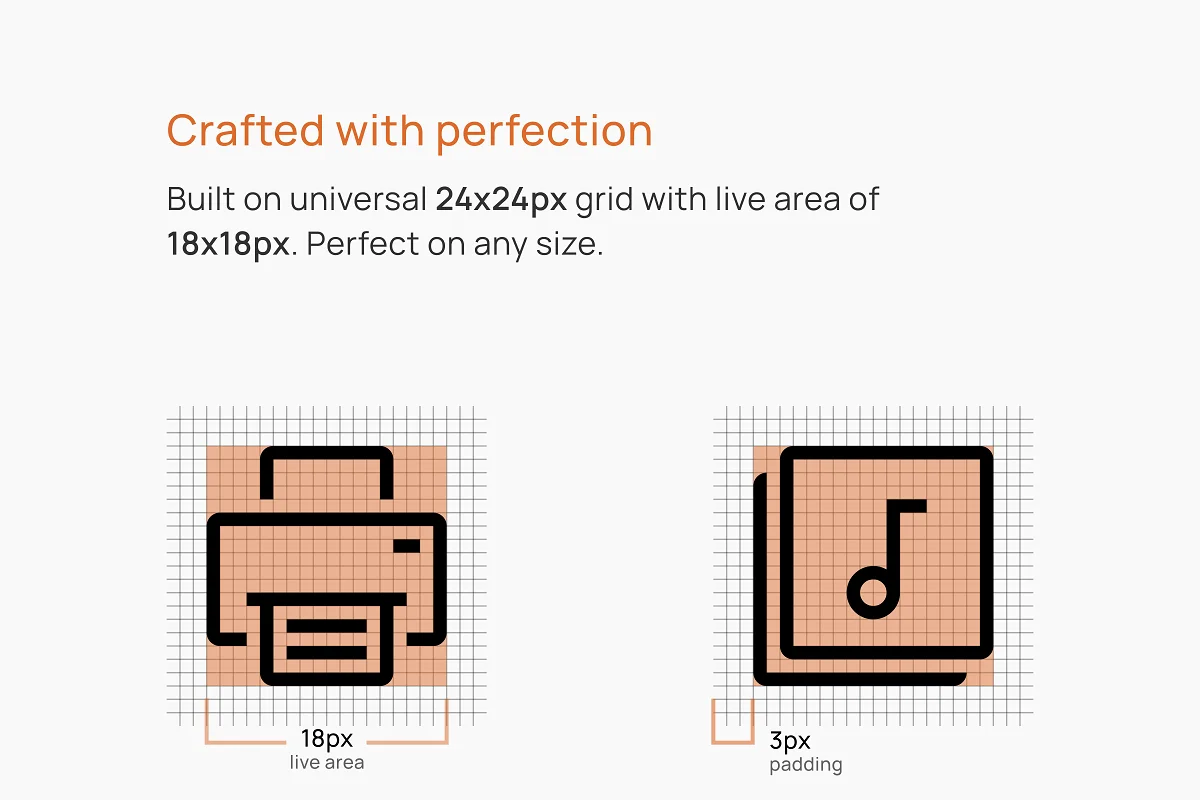 Crafted with perfection
Built on universal 24x24px grid with live area of
18x18px. Perfect on any size.
18px
live area
3px
padding